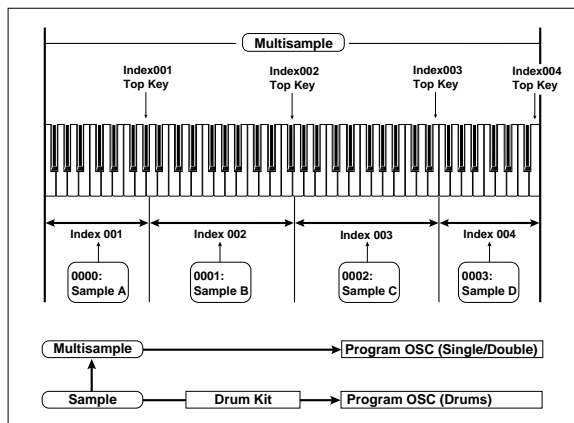 Multisample
Index001
Top Key
Index002
Top Key
Index003
Top Key
Index004
Top Key
Index 001
Index 002
Index 003
Index 004
0000:
Sample A
0001:
Sample B
0002:
Sample C
0003:
Sample D
Multisample
Program OSC (Single/Double)
Sample
Drum Kit
Program OSC (Drums)